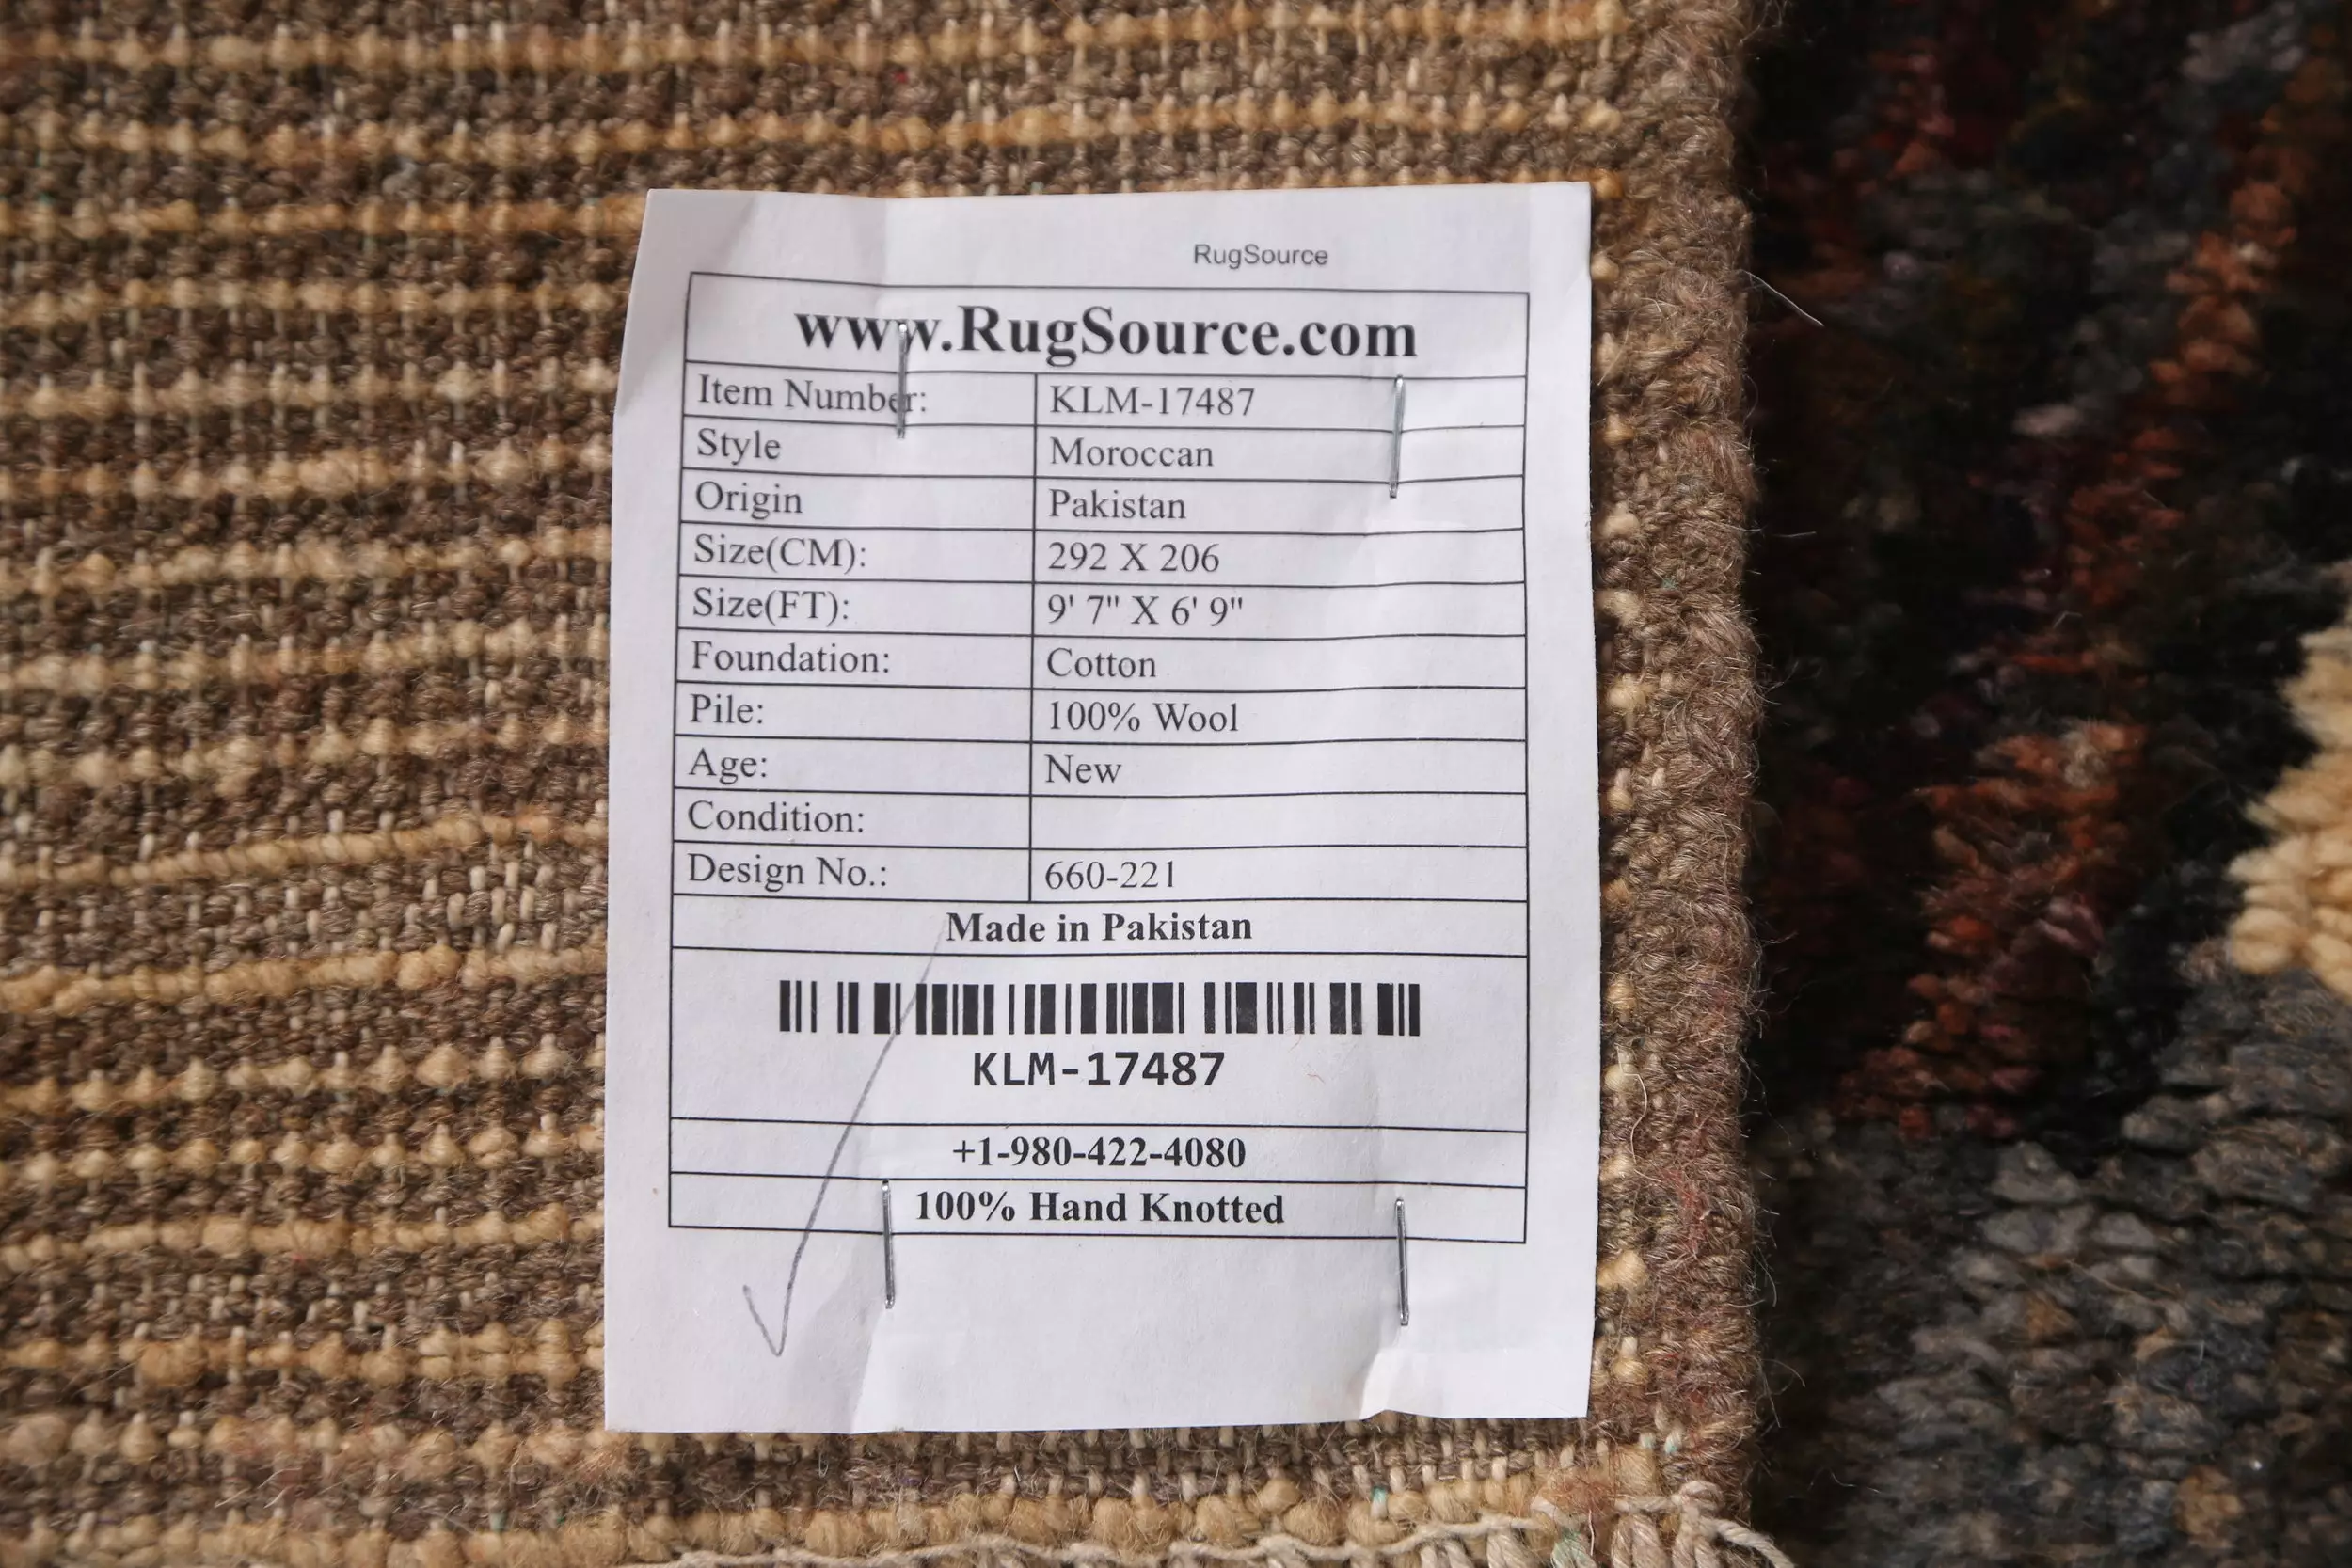 RugSource
www.RugSource.com
Item Number: KLM-17487
Style Moroccan
Origin Pakistan
Size(CM): 292 X 206
Size(FT): 9' 7" X 6' 9"
Foundation: Cotton
Pile: 100% Wool
Age: New
Condition:
Design No.: 660-221
Made in Pakistan
KLM-17487
+1-980-422-4080
100% Hand Knotted